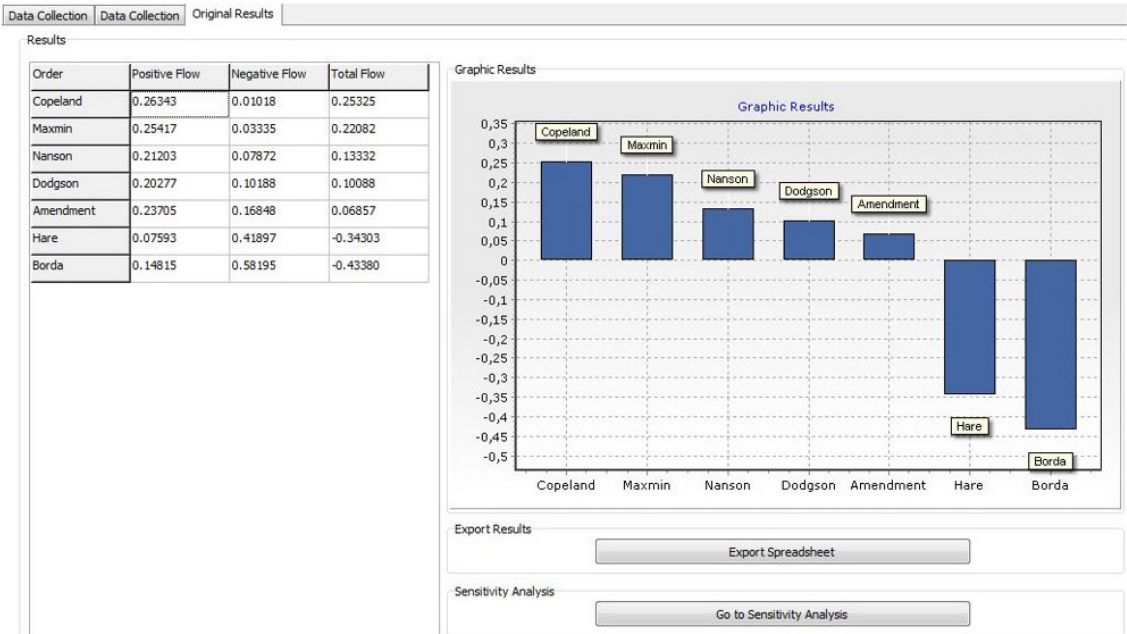 Data Collection Data Collection Original Results
Results
Order Positive Flow Negative Flow Total Flow
Copeland 0.26343 0.01018 0.25325
Maxmin 0.25417 0.03335 0.22082
Nanson 0.21203 0.07872 0.13332
Dodgson 0.20277 0.10188 0.10088
Amendment 0.23705 0.16848 0.06857
Hare 0.07593 0.41897 -0.34303
Borda 0.14815 0.58195 -0.43380
Graphic Results
Graphic Results
0,35
0,3
0,25
0,2
0,15
0,1
0,05
0
-0,05
-0,1
-0,15
-0,2
-0,25
-0,3
-0,35
-0,4
-0,45
-0,5
Copeland
Maxmin
Nanson
Dodgson
Amendment
Hare
Borda
Copeland Maxmin Nanson Dodgson Amendment Hare Borda
Export Results
Export Spreadsheet
Sensitivity Analysis
Go to Sensitivity Analysis